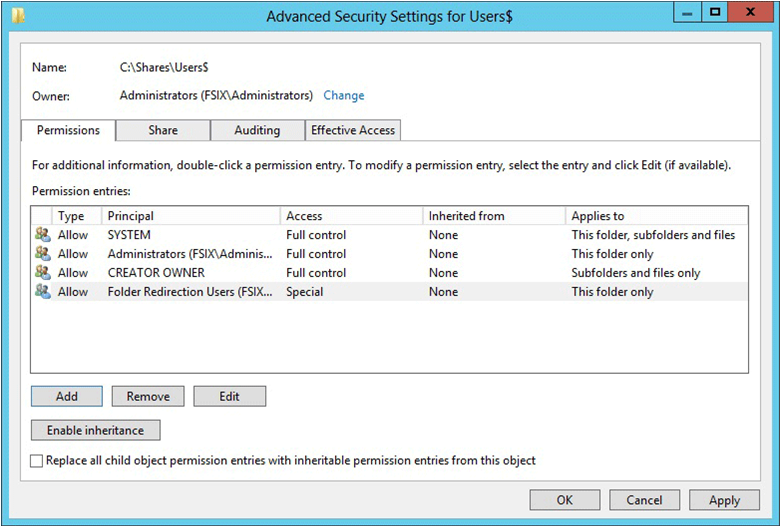 Advanced Security Settings for Users$
Name: C:\Shares\Users$
Owner: Administrators (FSIX\Administrators) Change
Permissions Share Auditing Effective Access
For additional information, double-click a permission entry. To modify a permission entry, select the entry and click Edit (if available).
Permission entries:
Type Principal Access Inherited from Applies to
Allow SYSTEM Full control None This folder, subfolders and files
Allow Administrators (FSIX\Adminis... Full control None This folder only
Allow CREATOR OWNER Full control None Subfolders and files only
Allow Folder Redirection Users (FSIX... Special None This folder only
Add Remove Edit
Enable inheritance
Replace all child object permission entries with inheritable permission entries from this object
OK Cancel Apply